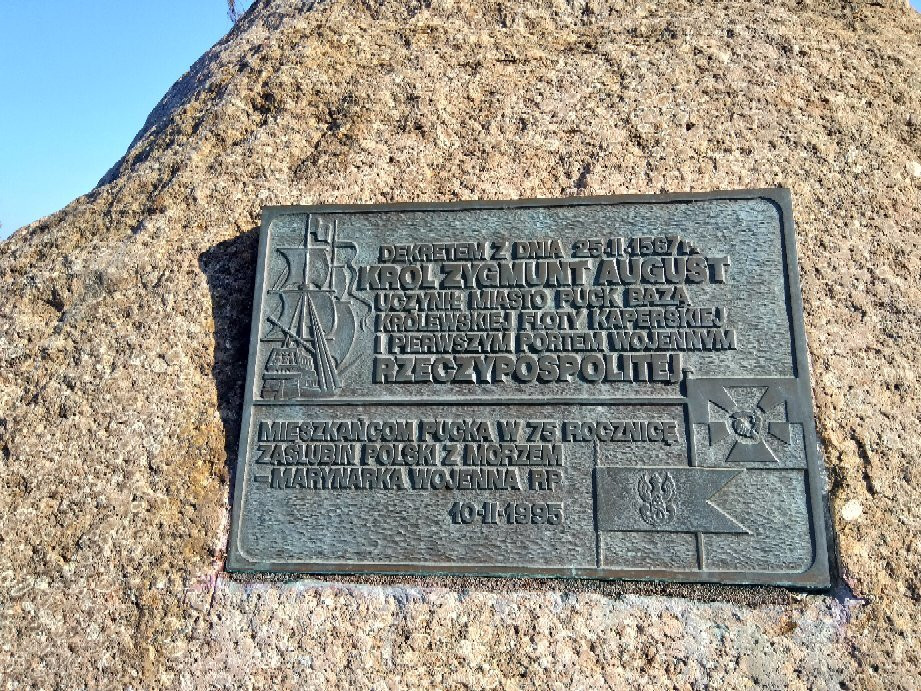 DEKRETEM Z DNIA 25.II.1567 r.
KRÓL ZYGMUNT AUGUST
UCZYNIŁ MIASTO PUCK BAZĄ
KRÓLEWSKIEJ FLOTY KAPERSKIEJ
I PIERWSZYM PORTEM WOJENNYM
RZECZYPOSPOLITEJ
MIESZKAŃCOM PUCKA W 75 ROCZNICĘ
ZAŚLUBIN POLSKI Z MORZEM
-MARYNARKA WOJENNA RP
10·II·1995